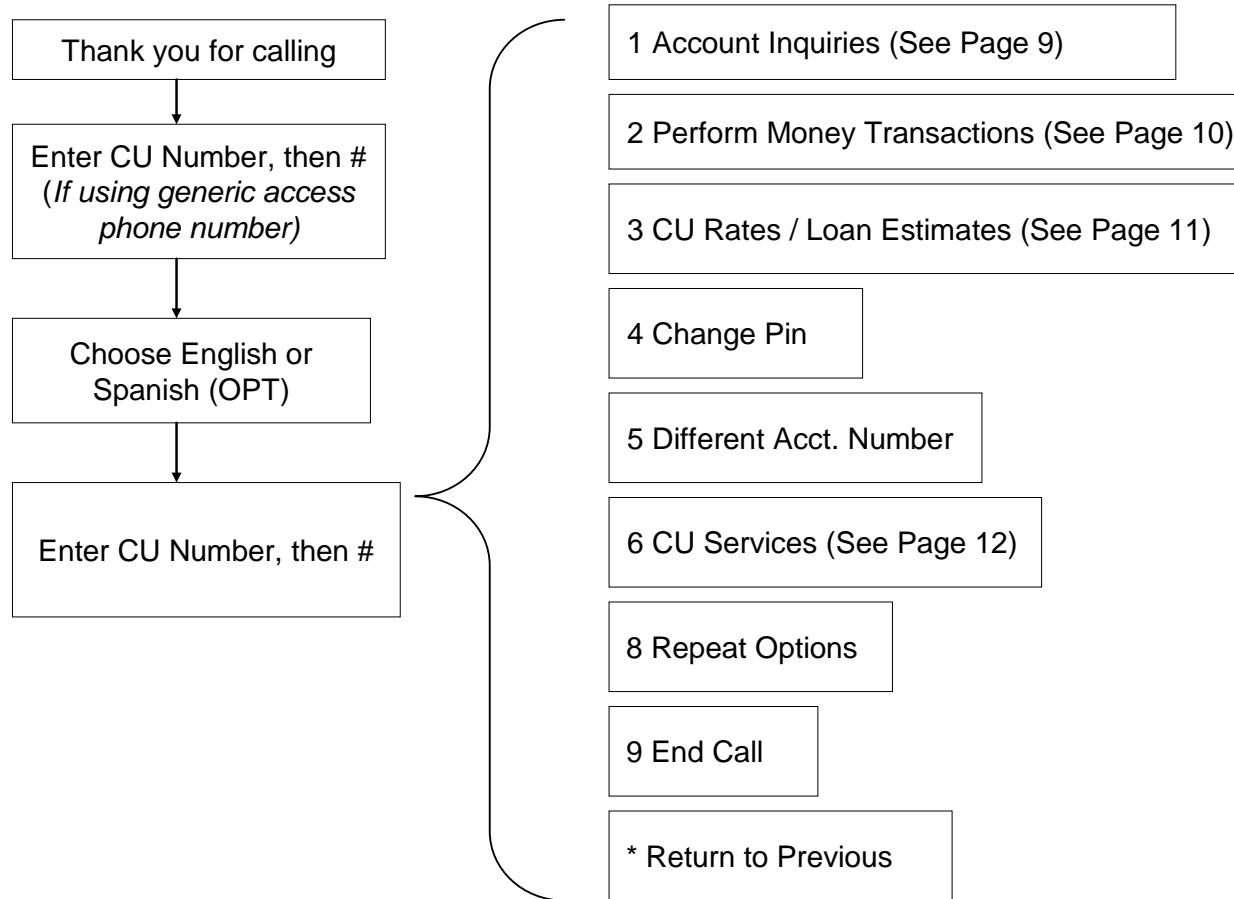 Thank you for calling
Enter CU Number, then #
(If using generic access
phone number)
Choose English or
Spanish (OPT)
Enter CU Number, then #
1 Account Inquiries (See Page 9)
2 Perform Money Transactions (See Page 10)
3 CU Rates / Loan Estimates (See Page 11)
4 Change Pin
5 Different Acct. Number
6 CU Services (See Page 12)
8 Repeat Options
9 End Call
* Return to Previous